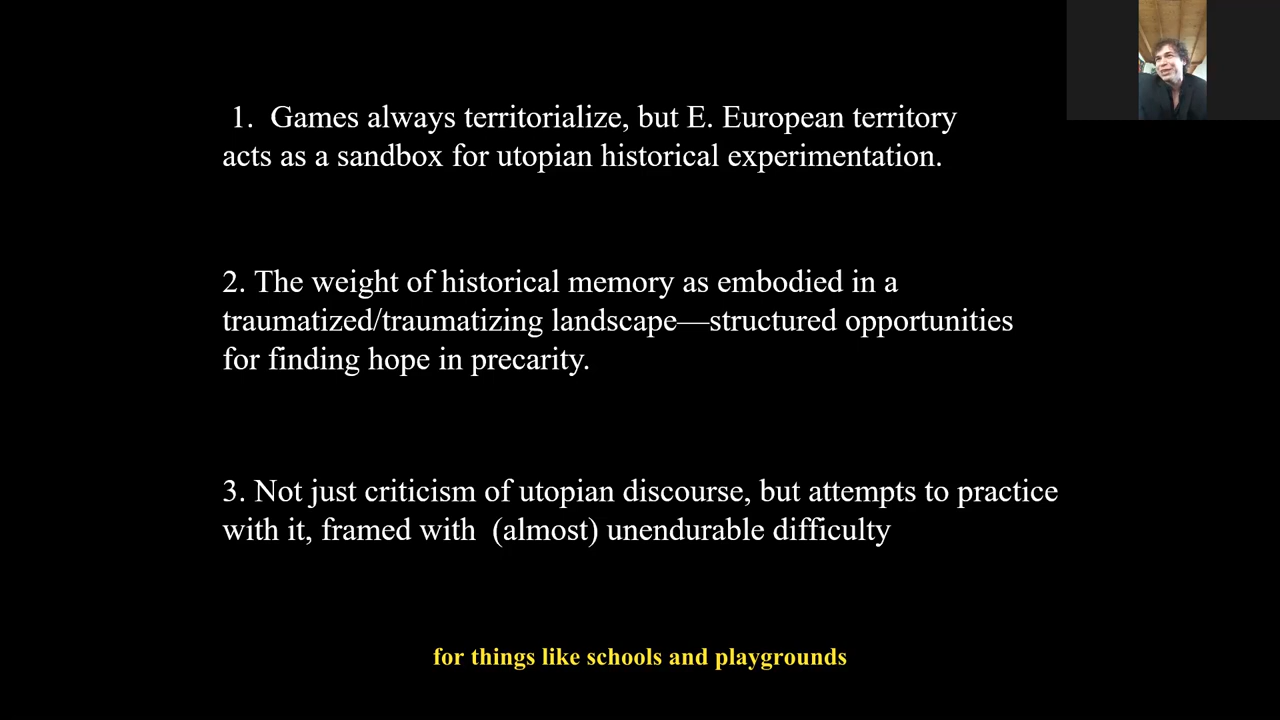 1. Games always territorialize, but E. European territory
acts as a sandbox for utopian historical experimentation.
2. The weight of historical memory as embodied in a
traumatized/traumatizing landscape—structured opportunities
for finding hope in precarity.
3. Not just criticism of utopian discourse, but attempts to practice
with it, framed with (almost) unendurable difficulty
for things like schools and playgrounds